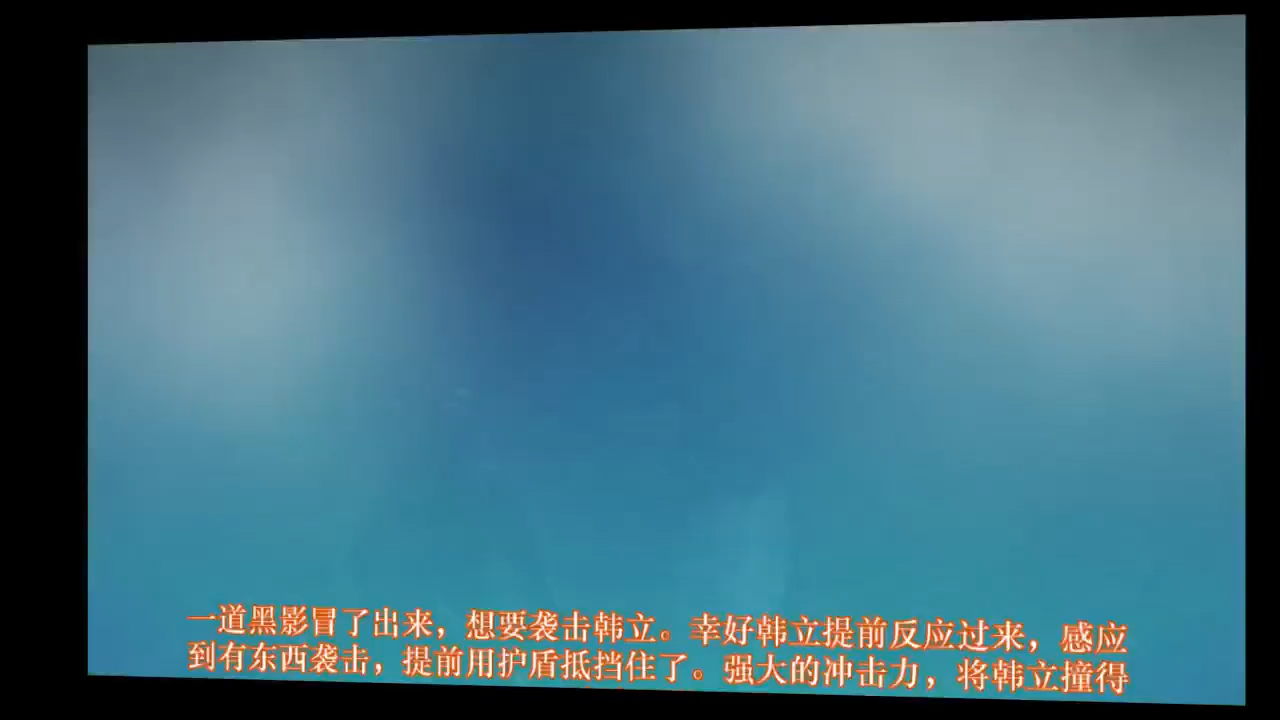 一道黑影冒了出来，想要袭击韩立。幸好韩立提前反应过来，感应
到有东西袭击，提前用护盾抵挡住了。强大的冲击力，将韩立撞得